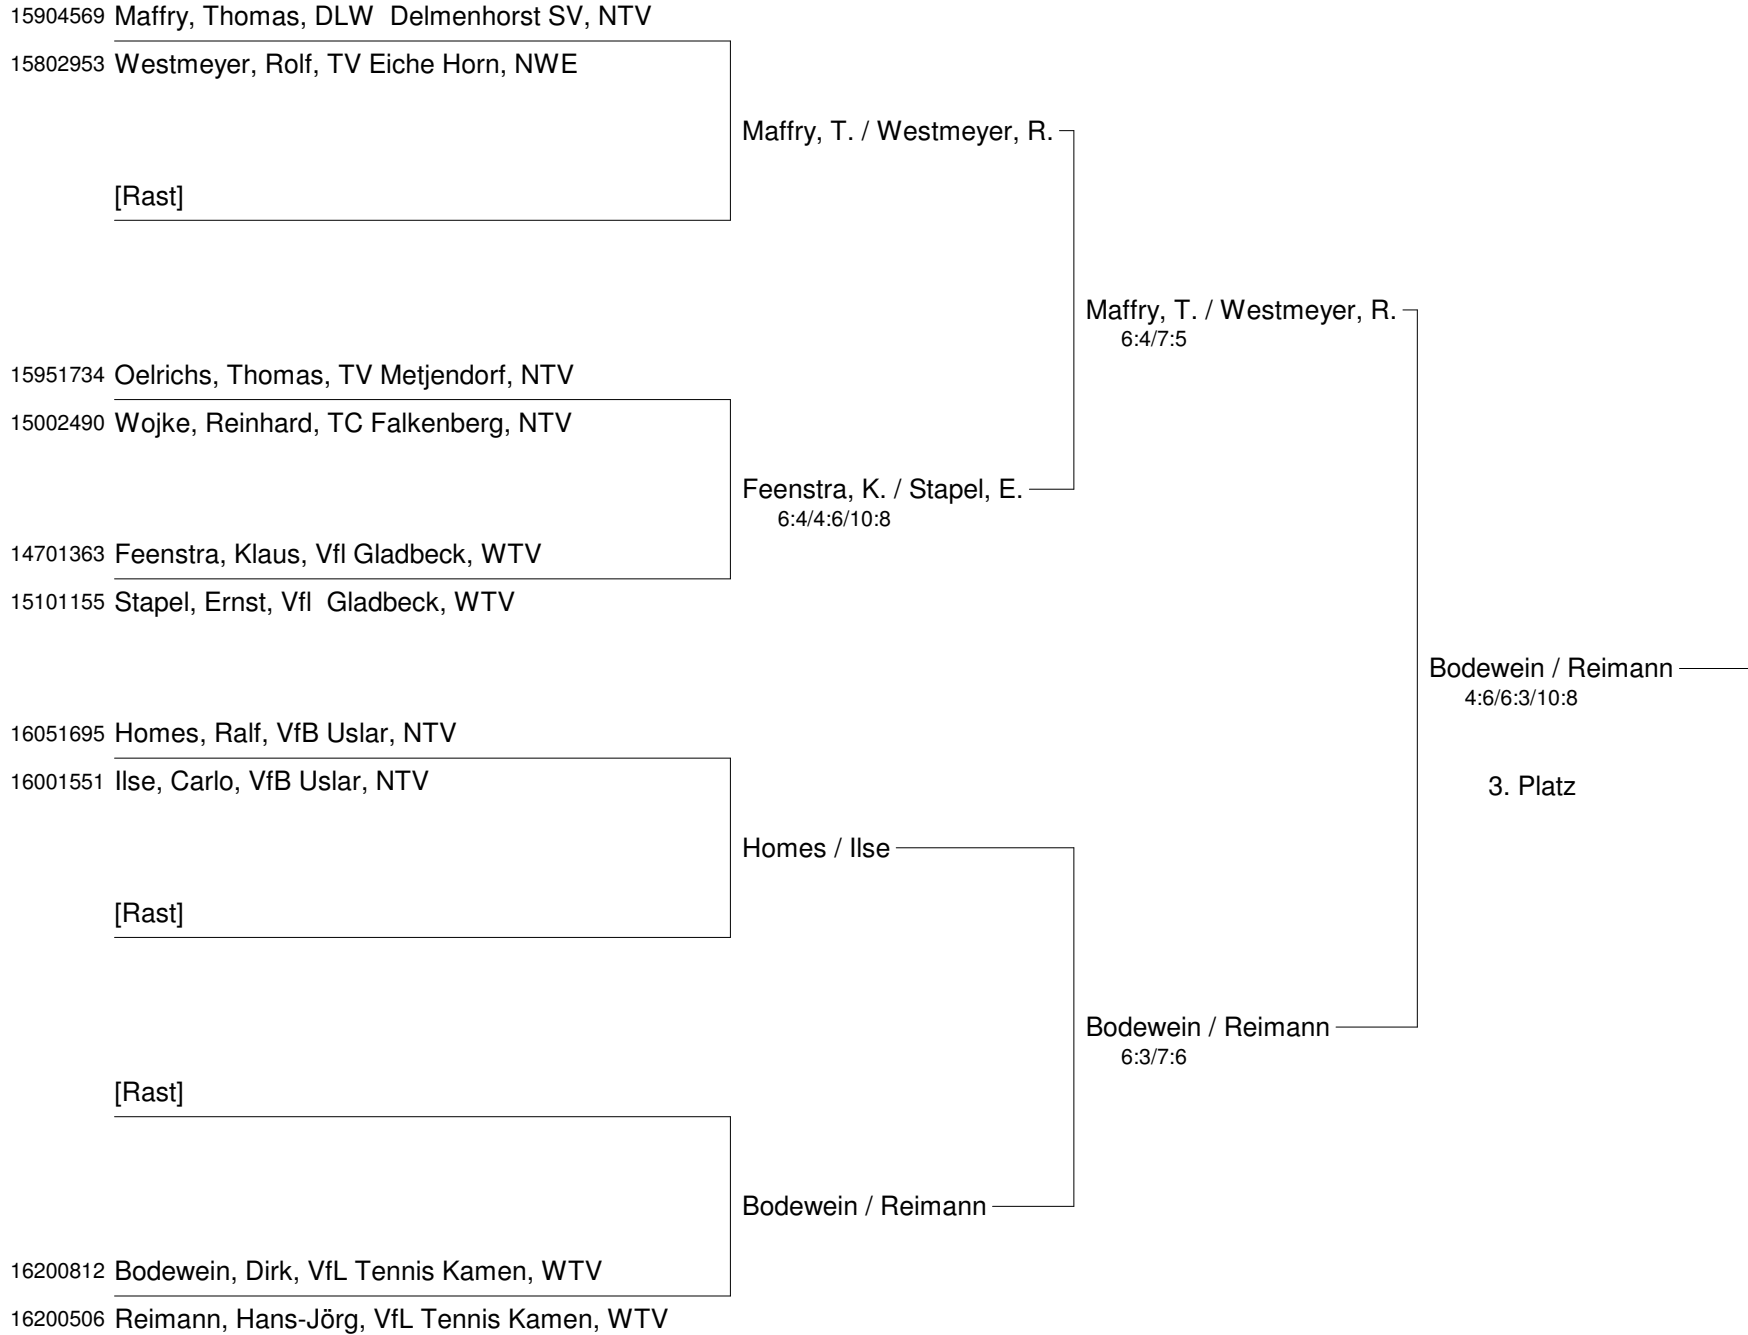 15904569 Maffry, Thomas, DLW  Delmenhorst SV, NTV
15802953 Westmeyer, Rolf, TV Eiche Horn, NWE
Maffry, T. / Westmeyer, R.
[Rast]
Maffry, T. / Westmeyer, R.
6:4/7:5
15951734 Oelrichs, Thomas, TV Metjendorf, NTV
15002490 Wojke, Reinhard, TC Falkenberg, NTV
Feenstra, K. / Stapel, E.
6:4/4:6/10:8
14701363 Feenstra, Klaus, Vfl Gladbeck, WTV
15101155 Stapel, Ernst, Vfl  Gladbeck, WTV
Bodewein / Reimann
4:6/6:3/10:8
16051695 Homes, Ralf, VfB Uslar, NTV
16001551 Ilse, Carlo, VfB Uslar, NTV
3. Platz
Homes / Ilse
[Rast]
Bodewein / Reimann
6:3/7:6
[Rast]
Bodewein / Reimann
16200812 Bodewein, Dirk, VfL Tennis Kamen, WTV
16200506 Reimann, Hans-Jörg, VfL Tennis Kamen, WTV